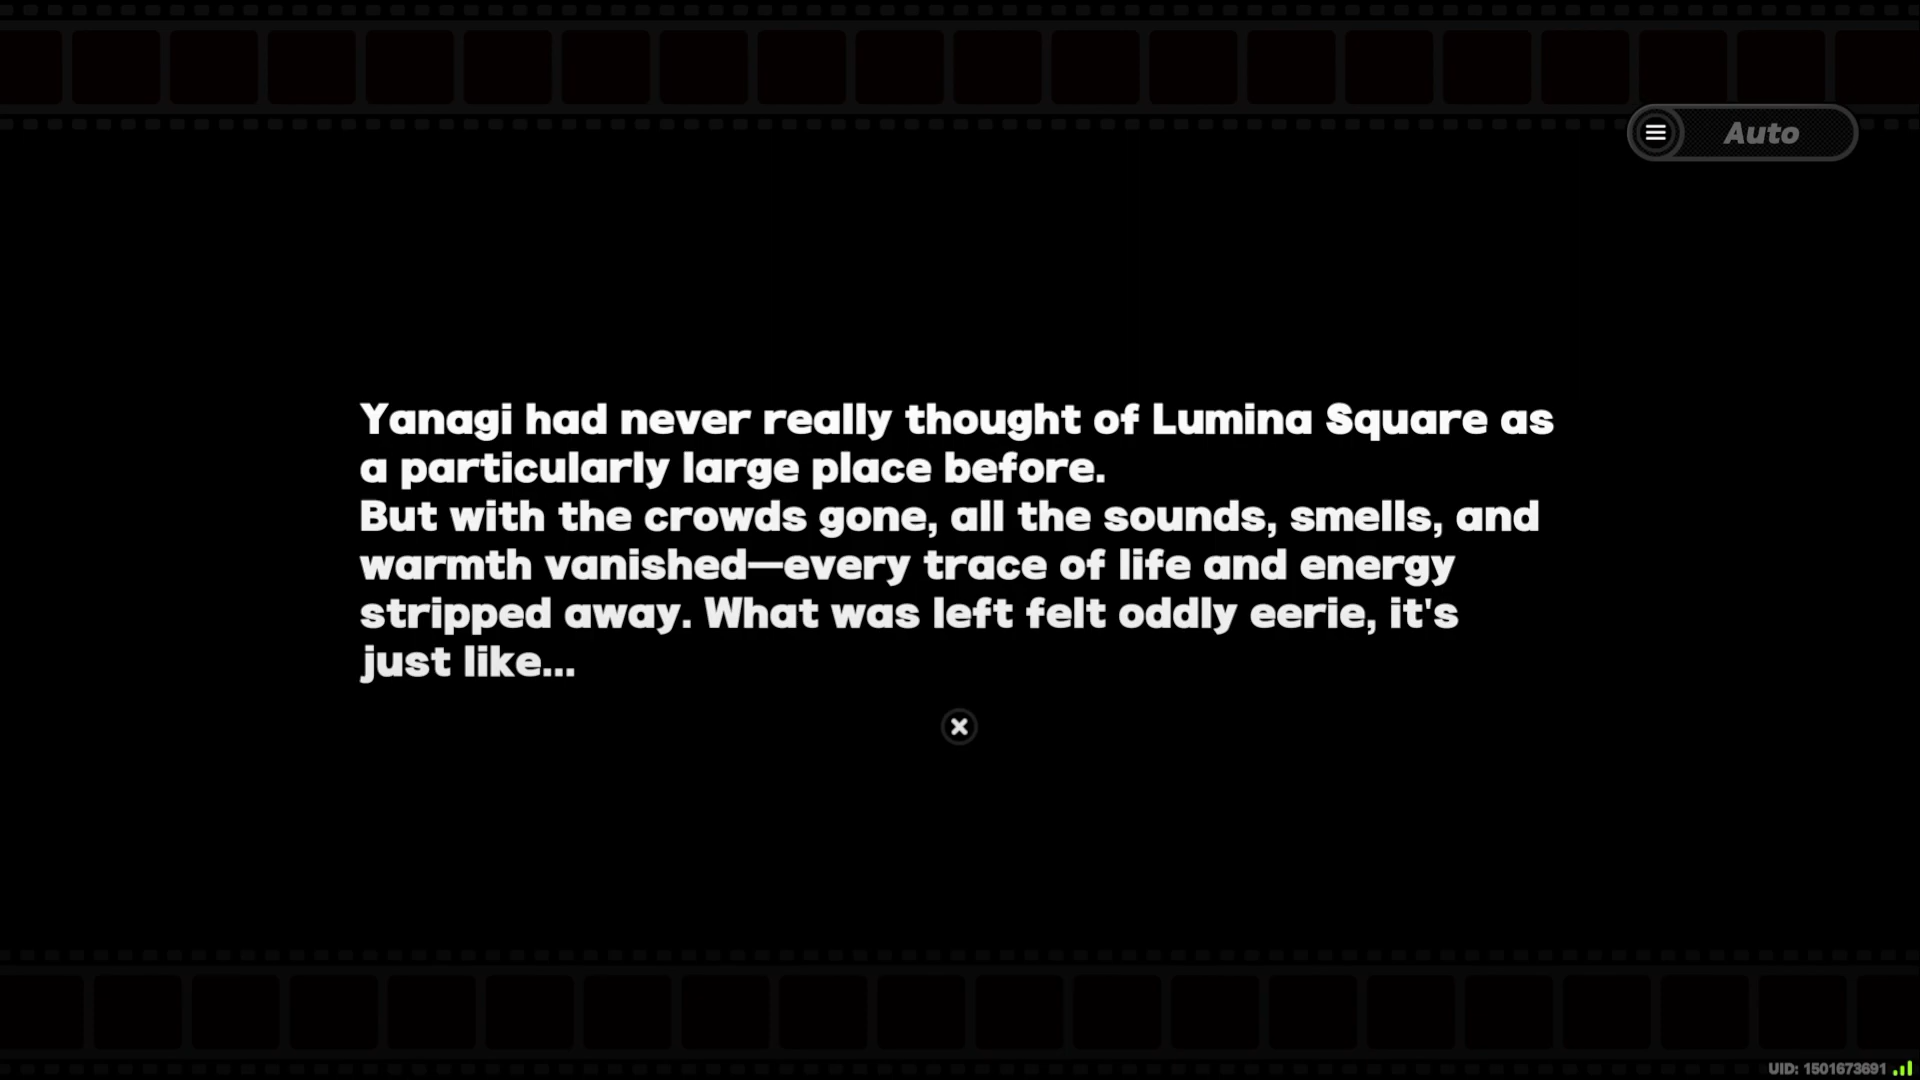 Auto
Yanagi had never really thought of Lumina Square as
a particularly large place before.
But with the crowds gone, all the sounds, smells, and
warmth vanished—every trace of life and energy
stripped away. What was left felt oddly eerie, it's
just like...
UID: 1501673691